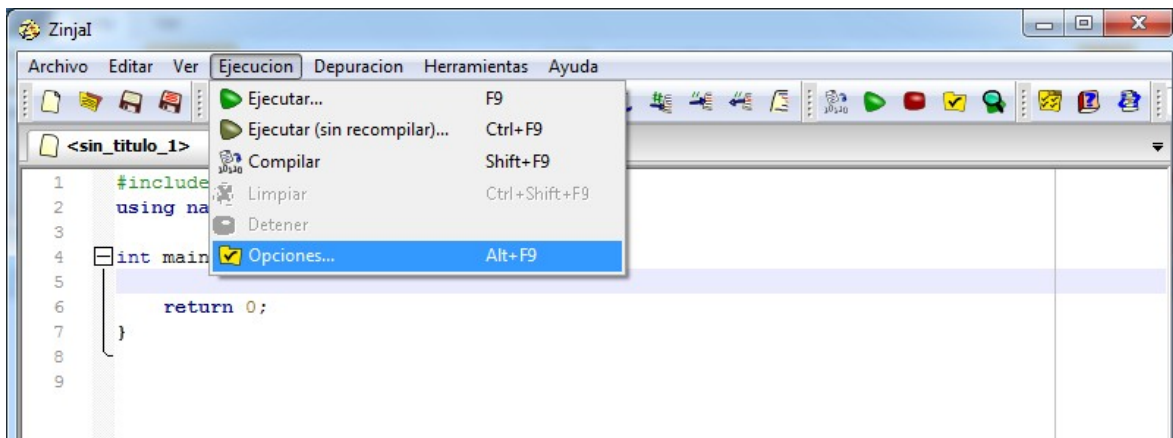 ZinjaI
Archivo Editar Ver Ejecucion Depuracion Herramientas Ayuda
Ejecutar... F9
Ejecutar (sin recompilar)... Ctrl+F9
<sin_titulo_1>
Compilar Shift+F9
1 #include
Limpiar Ctrl+Shift+F9
2 using na
Detener
3
4 int main
Opciones... Alt+F9
5
6 return 0;
7 }
8
9